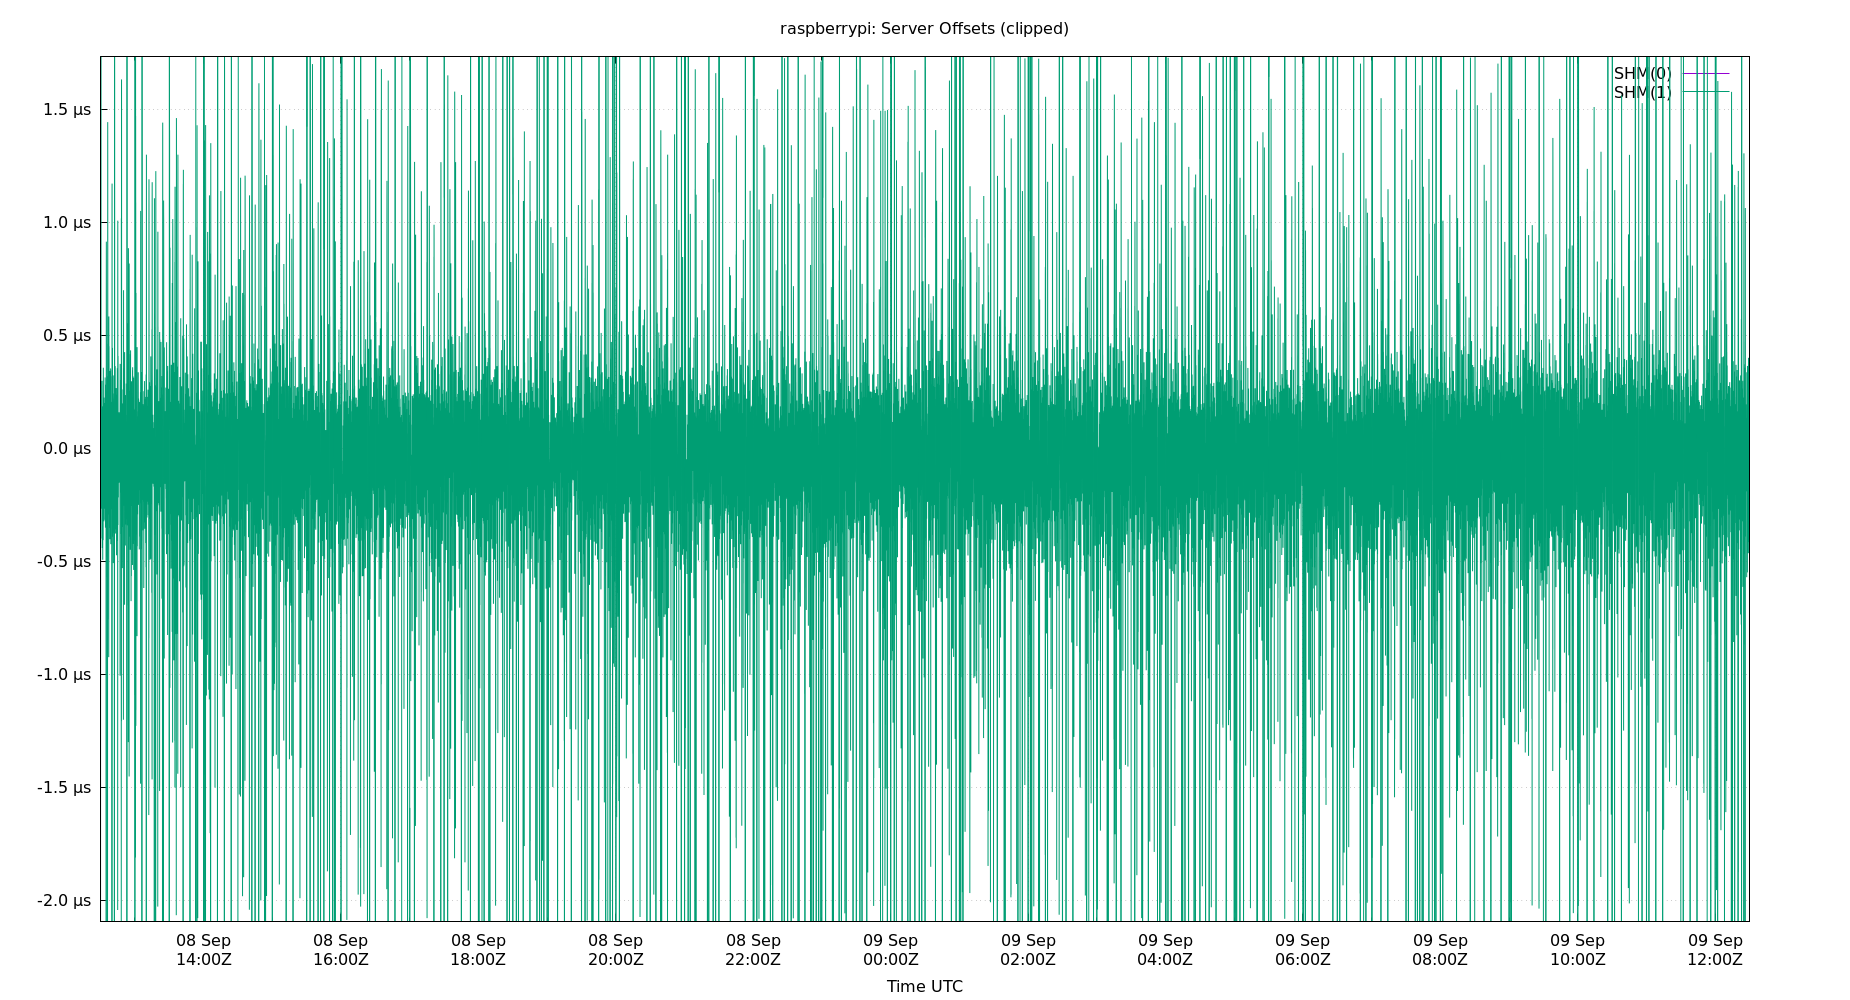 raspberrypi: Server Offsets (clipped)
SHM(0)
SHM(1)
1.5 µs
1.0 µs
0.5 µs
0.0 µs
-0.5 µs
-1.0 µs
-1.5 µs
-2.0 µs
08 Sep 08 Sep 08 Sep 08 Sep 08 Sep 09 Sep 09 Sep 09 Sep 09 Sep 09 Sep 09 Sep 09 Sep
14:00Z 16:00Z 18:00Z 20:00Z 22:00Z 00:00Z 02:00Z 04:00Z 06:00Z 08:00Z 10:00Z 12:00Z
Time UTC